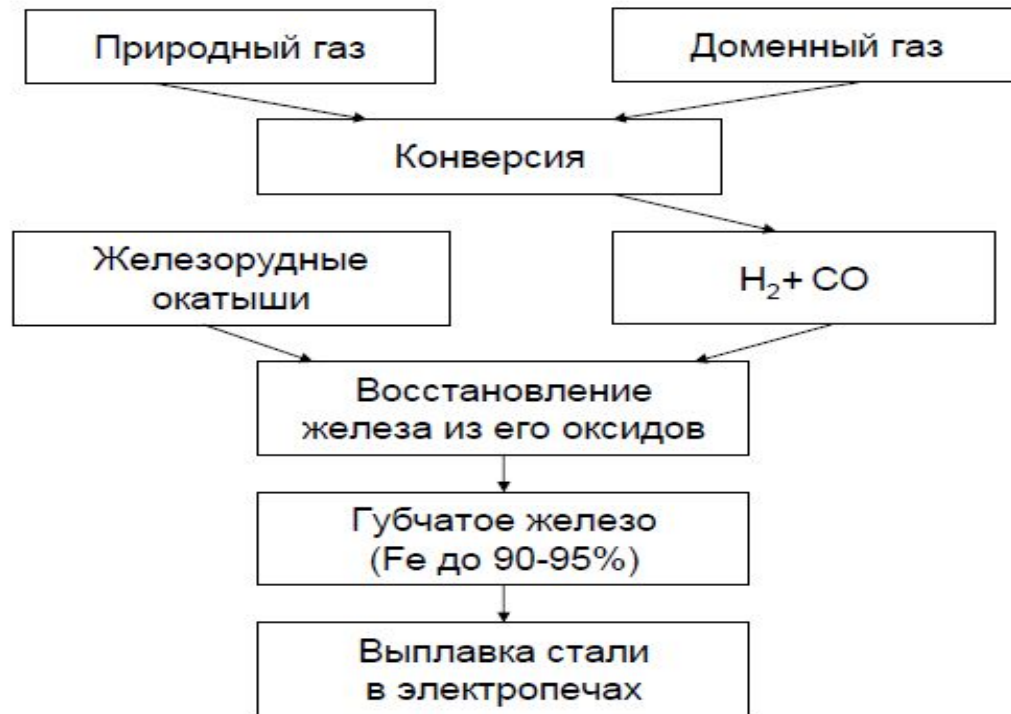 Природный газ
Доменный газ
Конверсия
Железорудные
окатыши
H₂+ CO
Восстановление
железа из его оксидов
Губчатое железо
(Fe до 90-95%)
Выплавка стали
в электропечах